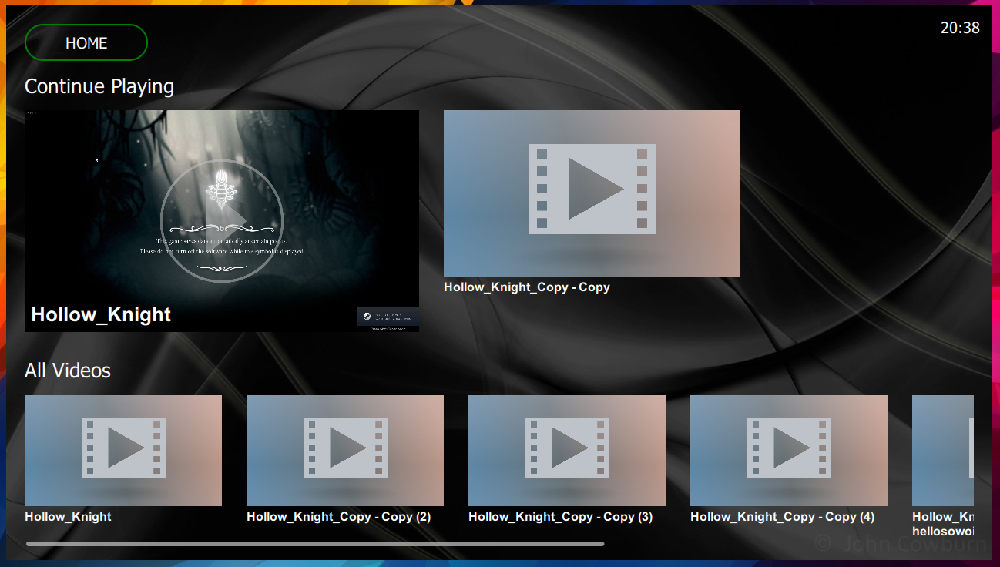 HOME
20:38
Continue Playing
This game saves data automatically at certain points.
Please do not turn off the software while this symbol is displayed.
Hollow_Knight
Hollow_Knight_Copy - Copy
All Videos
Hollow_Knight
Hollow_Knight_Copy - Copy (2)
Hollow_Knight_Copy - Copy (3)
Hollow_Knight_Copy - Copy (4)
Hollow_Kn
hellosowoi
© John Cowburn